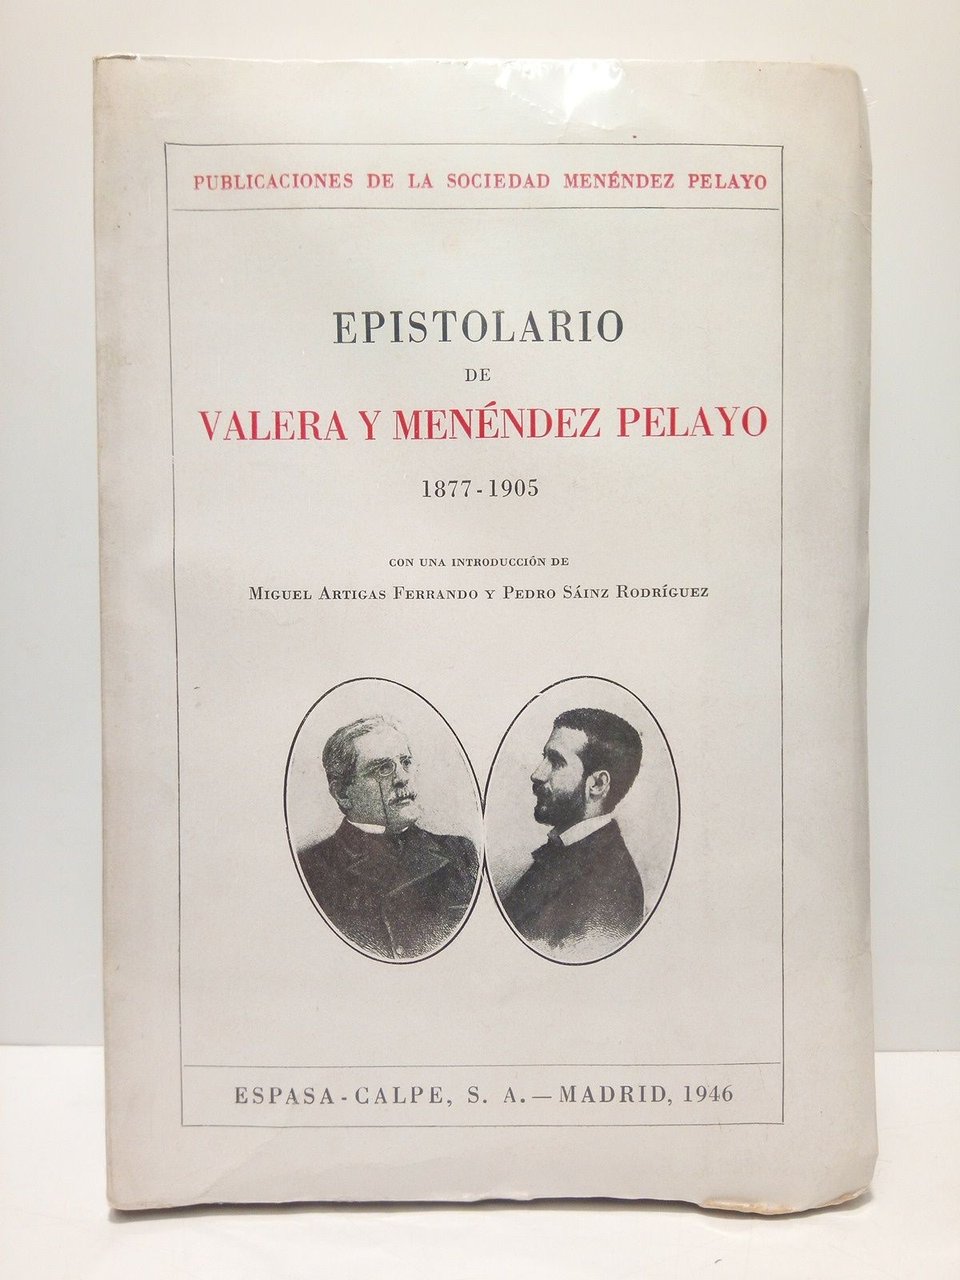 PUBLICACIONES DE LA SOCIEDAD MENÉNDEZ PELAYO
EPISTOLARIO
DE
VALERA Y MENÉNDEZ PELAYO
1877-1905
CON UNA INTRODUCCIÓN DE
MIGUEL ARTIGAS FERRANDO Y PEDRO SÁINZ RODRÍGUEZ
ESPASA-CALPE, S. A.—MADRID, 1946